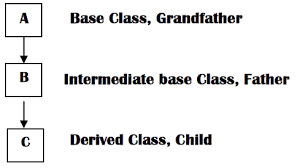 A Base Class, Grandfather
B Intermediate base Class, Father
C Derived Class, Child